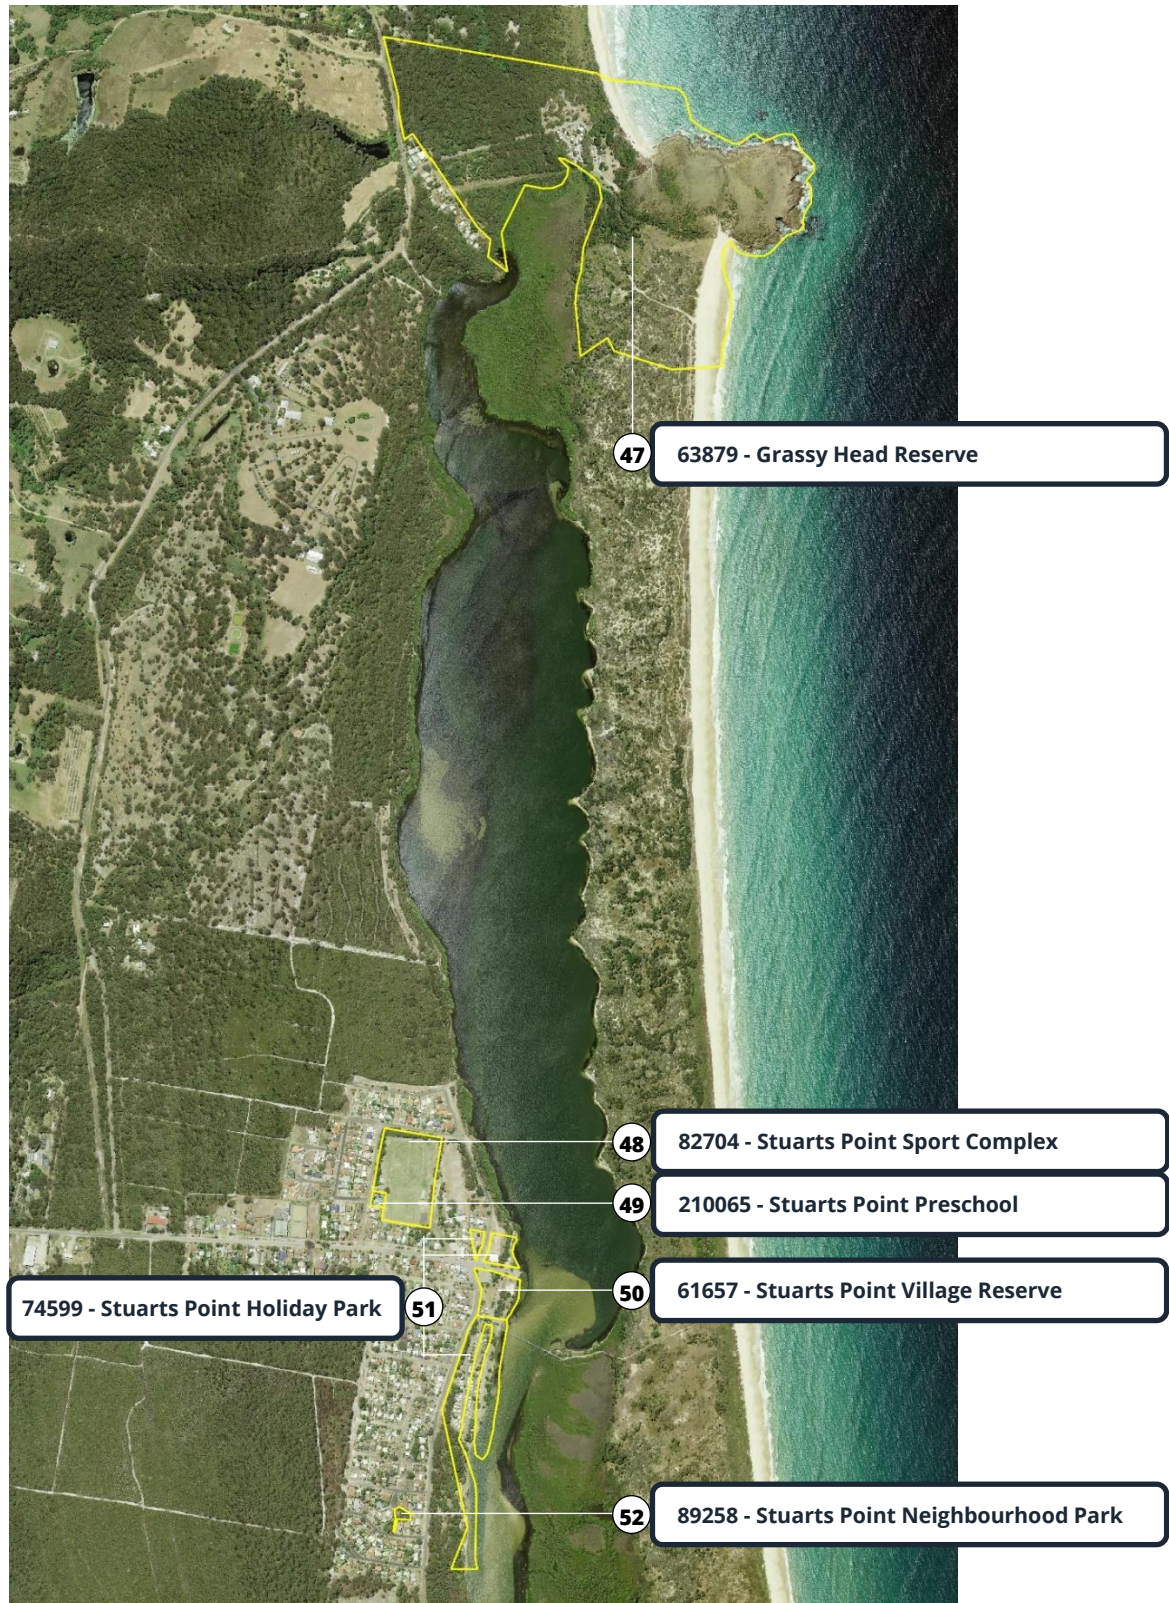 47 63879 - Grassy Head Reserve
48 82704 - Stuarts Point Sport Complex
49 210065 - Stuarts Point Preschool
50 61657 - Stuarts Point Village Reserve
74599 - Stuarts Point Holiday Park 51
52 89258 - Stuarts Point Neighbourhood Park